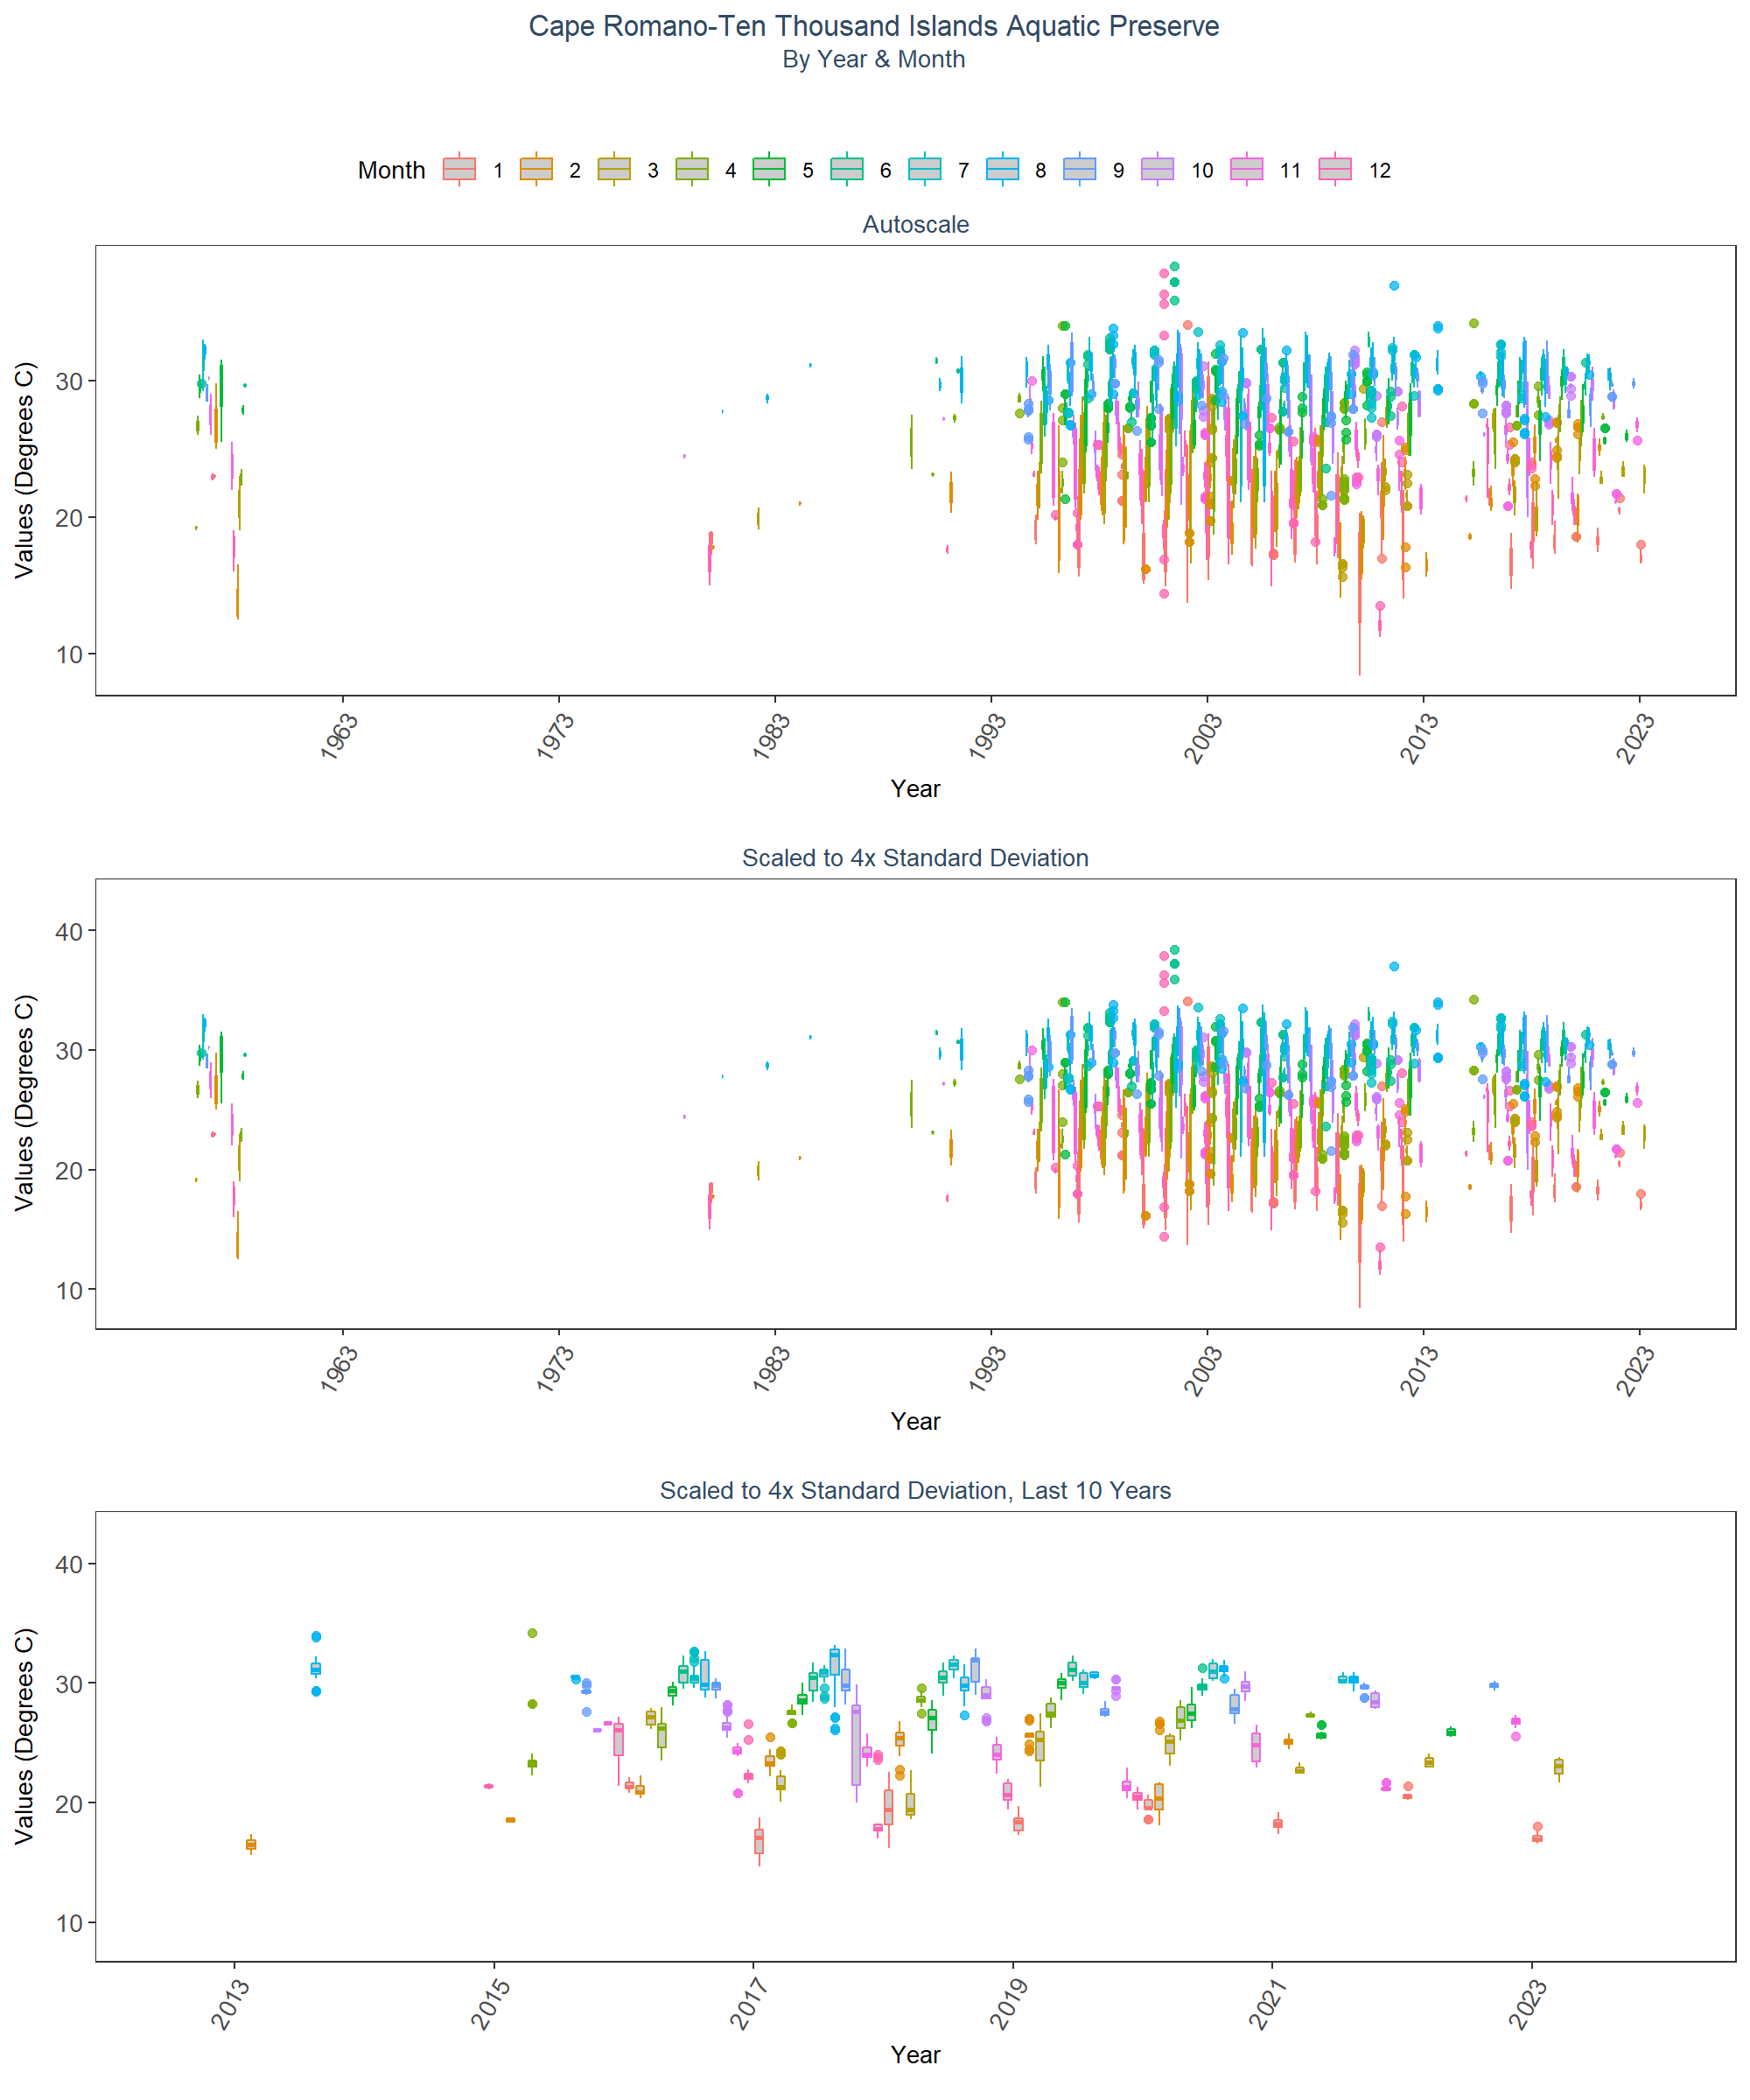 Cape Romano-Ten Thousand Islands Aquatic Preserve
By Year & Month
Month 1 2 3 4 5 6 7 8 9 10 11 12
Autoscale
Values (Degrees C)
30
20
10
1963 1973 1983 1993 2003 2013 2023
Year
Scaled to 4x Standard Deviation
Values (Degrees C)
40
30
20
10
1963 1973 1983 1993 2003 2013 2023
Year
Scaled to 4x Standard Deviation, Last 10 Years
Values (Degrees C)
40
30
20
10
2013 2015 2017 2019 2021 2023
Year